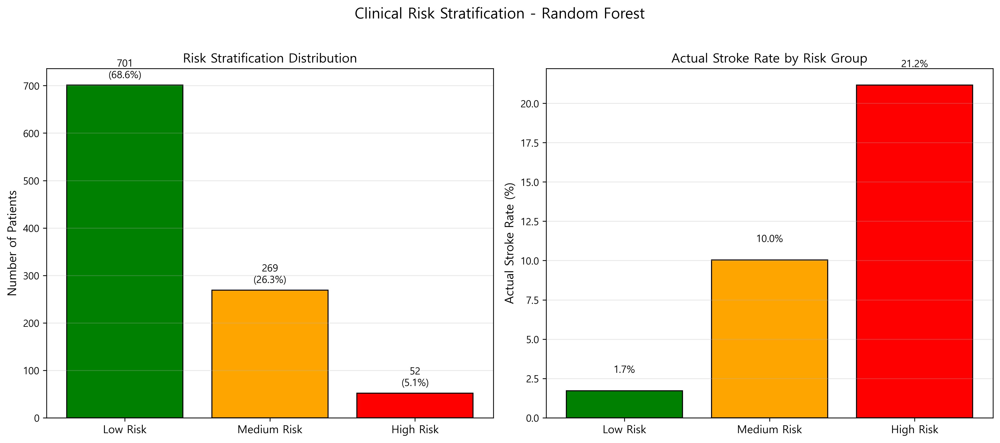 Clinical Risk Stratification - Random Forest
Risk Stratification Distribution
701
(68.6%)
269
(26.3%)
52
(5.1%)
Number of Patients
700
600
500
400
300
200
100
0
Low Risk
Medium Risk
High Risk
Actual Stroke Rate by Risk Group
21.2%
10.0%
1.7%
Actual Stroke Rate (%)
20.0
17.5
15.0
12.5
10.0
7.5
5.0
2.5
0.0
Low Risk
Medium Risk
High Risk